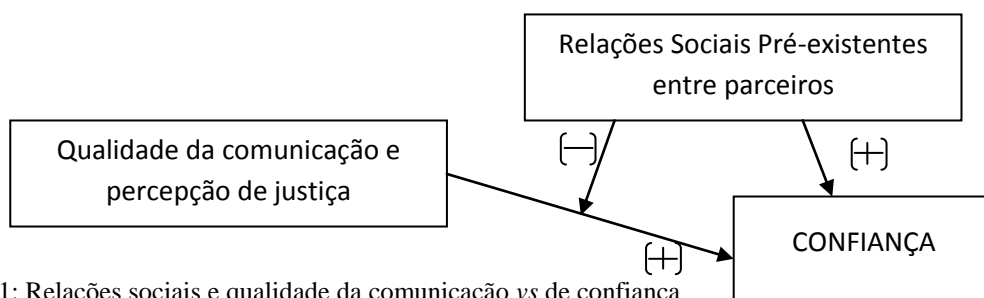 Relações Sociais Pré-existentes
entre parceiros
(—)
(+)
Qualidade da comunicação e
percepção de justiça
CONFIANÇA
(+)
1: Relações sociais e qualidade da comunicação vs de confiança